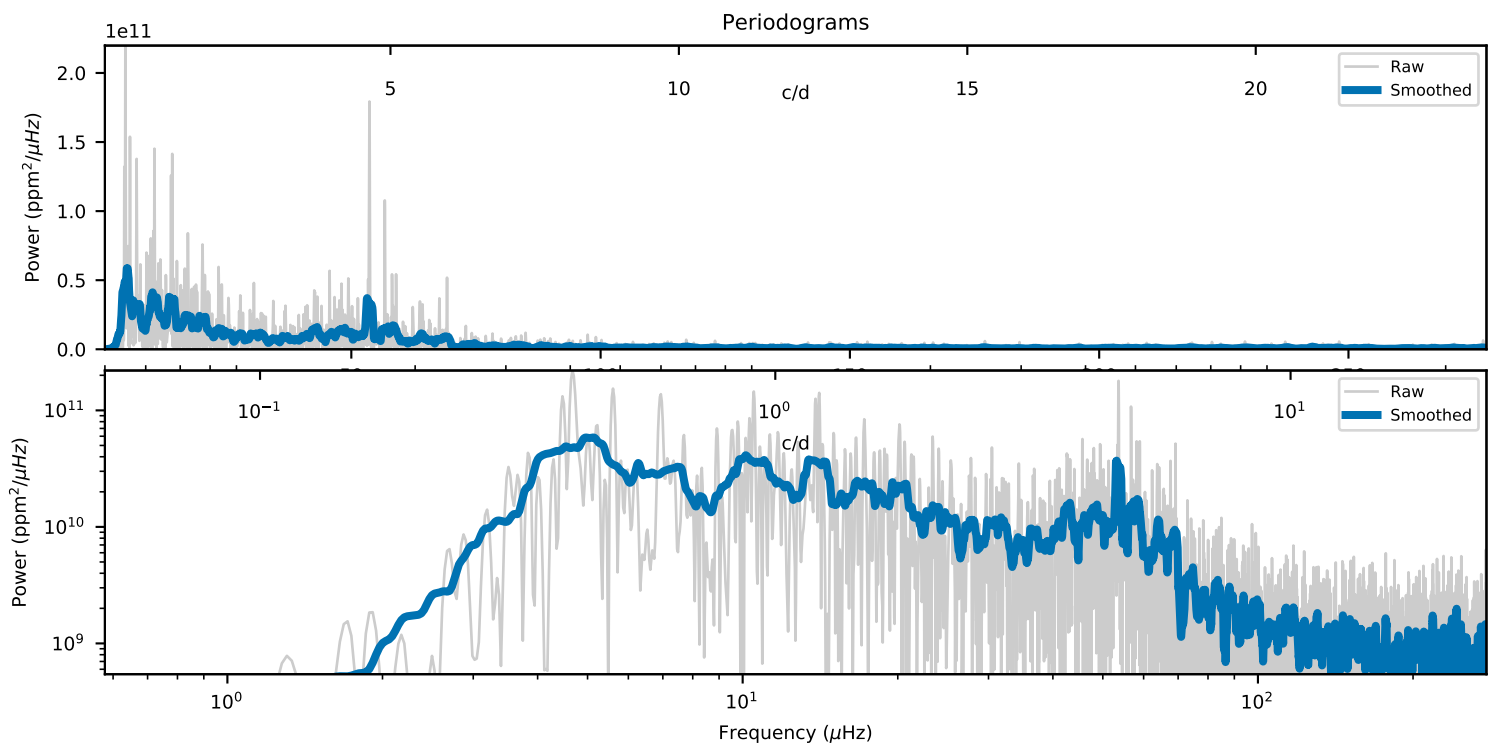 Periodograms
1e11
2.0
1.5
1.0
0.5
0.0
Power (ppm²/μHz)
5
10
15
20
c/d
Raw
Smoothed
10¹¹
10¹⁰
10⁹
Power (ppm²/μHz)
10⁻¹
10⁰
10¹
c/d
Raw
Smoothed
10⁰
10¹
10²
Frequency (μHz)